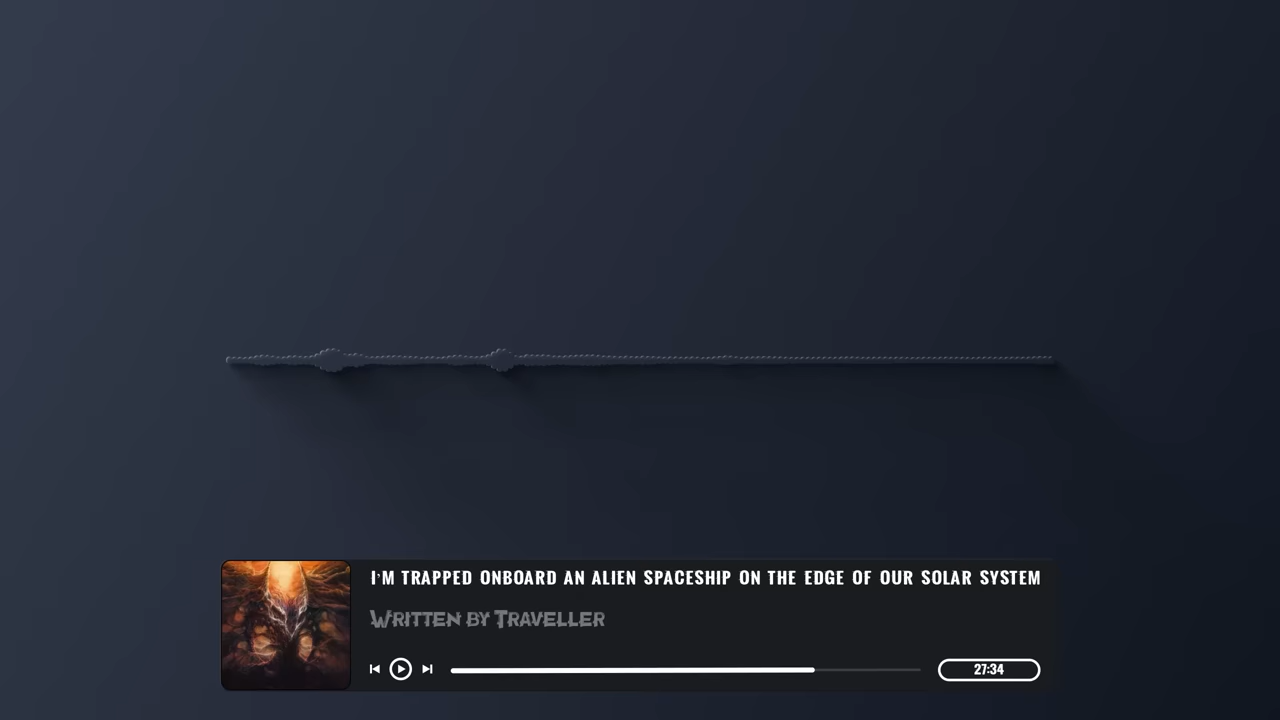 I'M TRAPPED ONBOARD AN ALIEN SPACESHIP ON THE EDGE OF OUR SOLAR SYSTEM
WRITTEN BY TRAVELLER
27:34